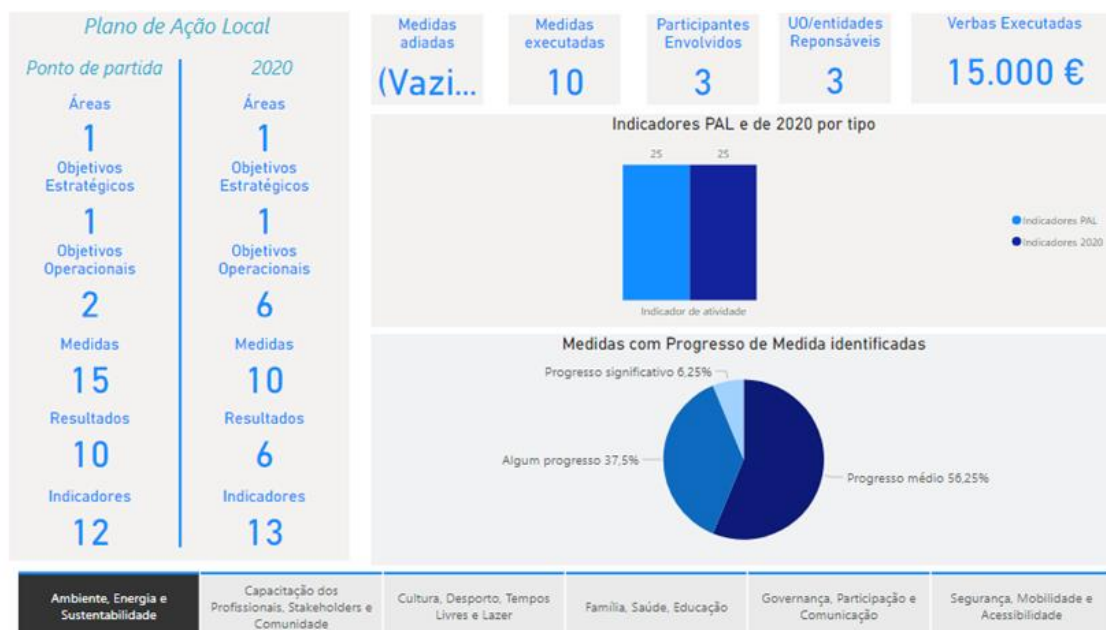 Plano de Ação Local
Ponto de partida
Áreas
1
Objetivos
Estratégicos
1
Objetivos
Operacionais
2
Medidas
15
Resultados
10
Indicadores
12
2020
Áreas
1
Objetivos
Estratégicos
1
Objetivos
Operacionais
6
Medidas
10
Resultados
6
Indicadores
13
Medidas
adiadas
(Vazi...
Medidas
executadas
10
Participantes
Envolvidos
3
UO/entidades
Reponsáveis
3
Verbas Executadas
15.000 €
Indicadores PAL e de 2020 por tipo
25
25
Indicador de atividade
Indicadores PAL
Indicadores 2020
Medidas com Progresso de Medida identificadas
Progresso significativo 6,25%
Algum progresso 37,5%
Progresso médio 56,25%
Ambiente, Energia e
Sustentabilidade
Capacitação dos
Profissionais, Stakeholders e
Comunidade
Cultura, Desporto, Tempos
Livres e Lazer
Família, Saúde, Educação
Governança, Participação e
Comunicação
Segurança, Mobilidade e
Acessibilidade